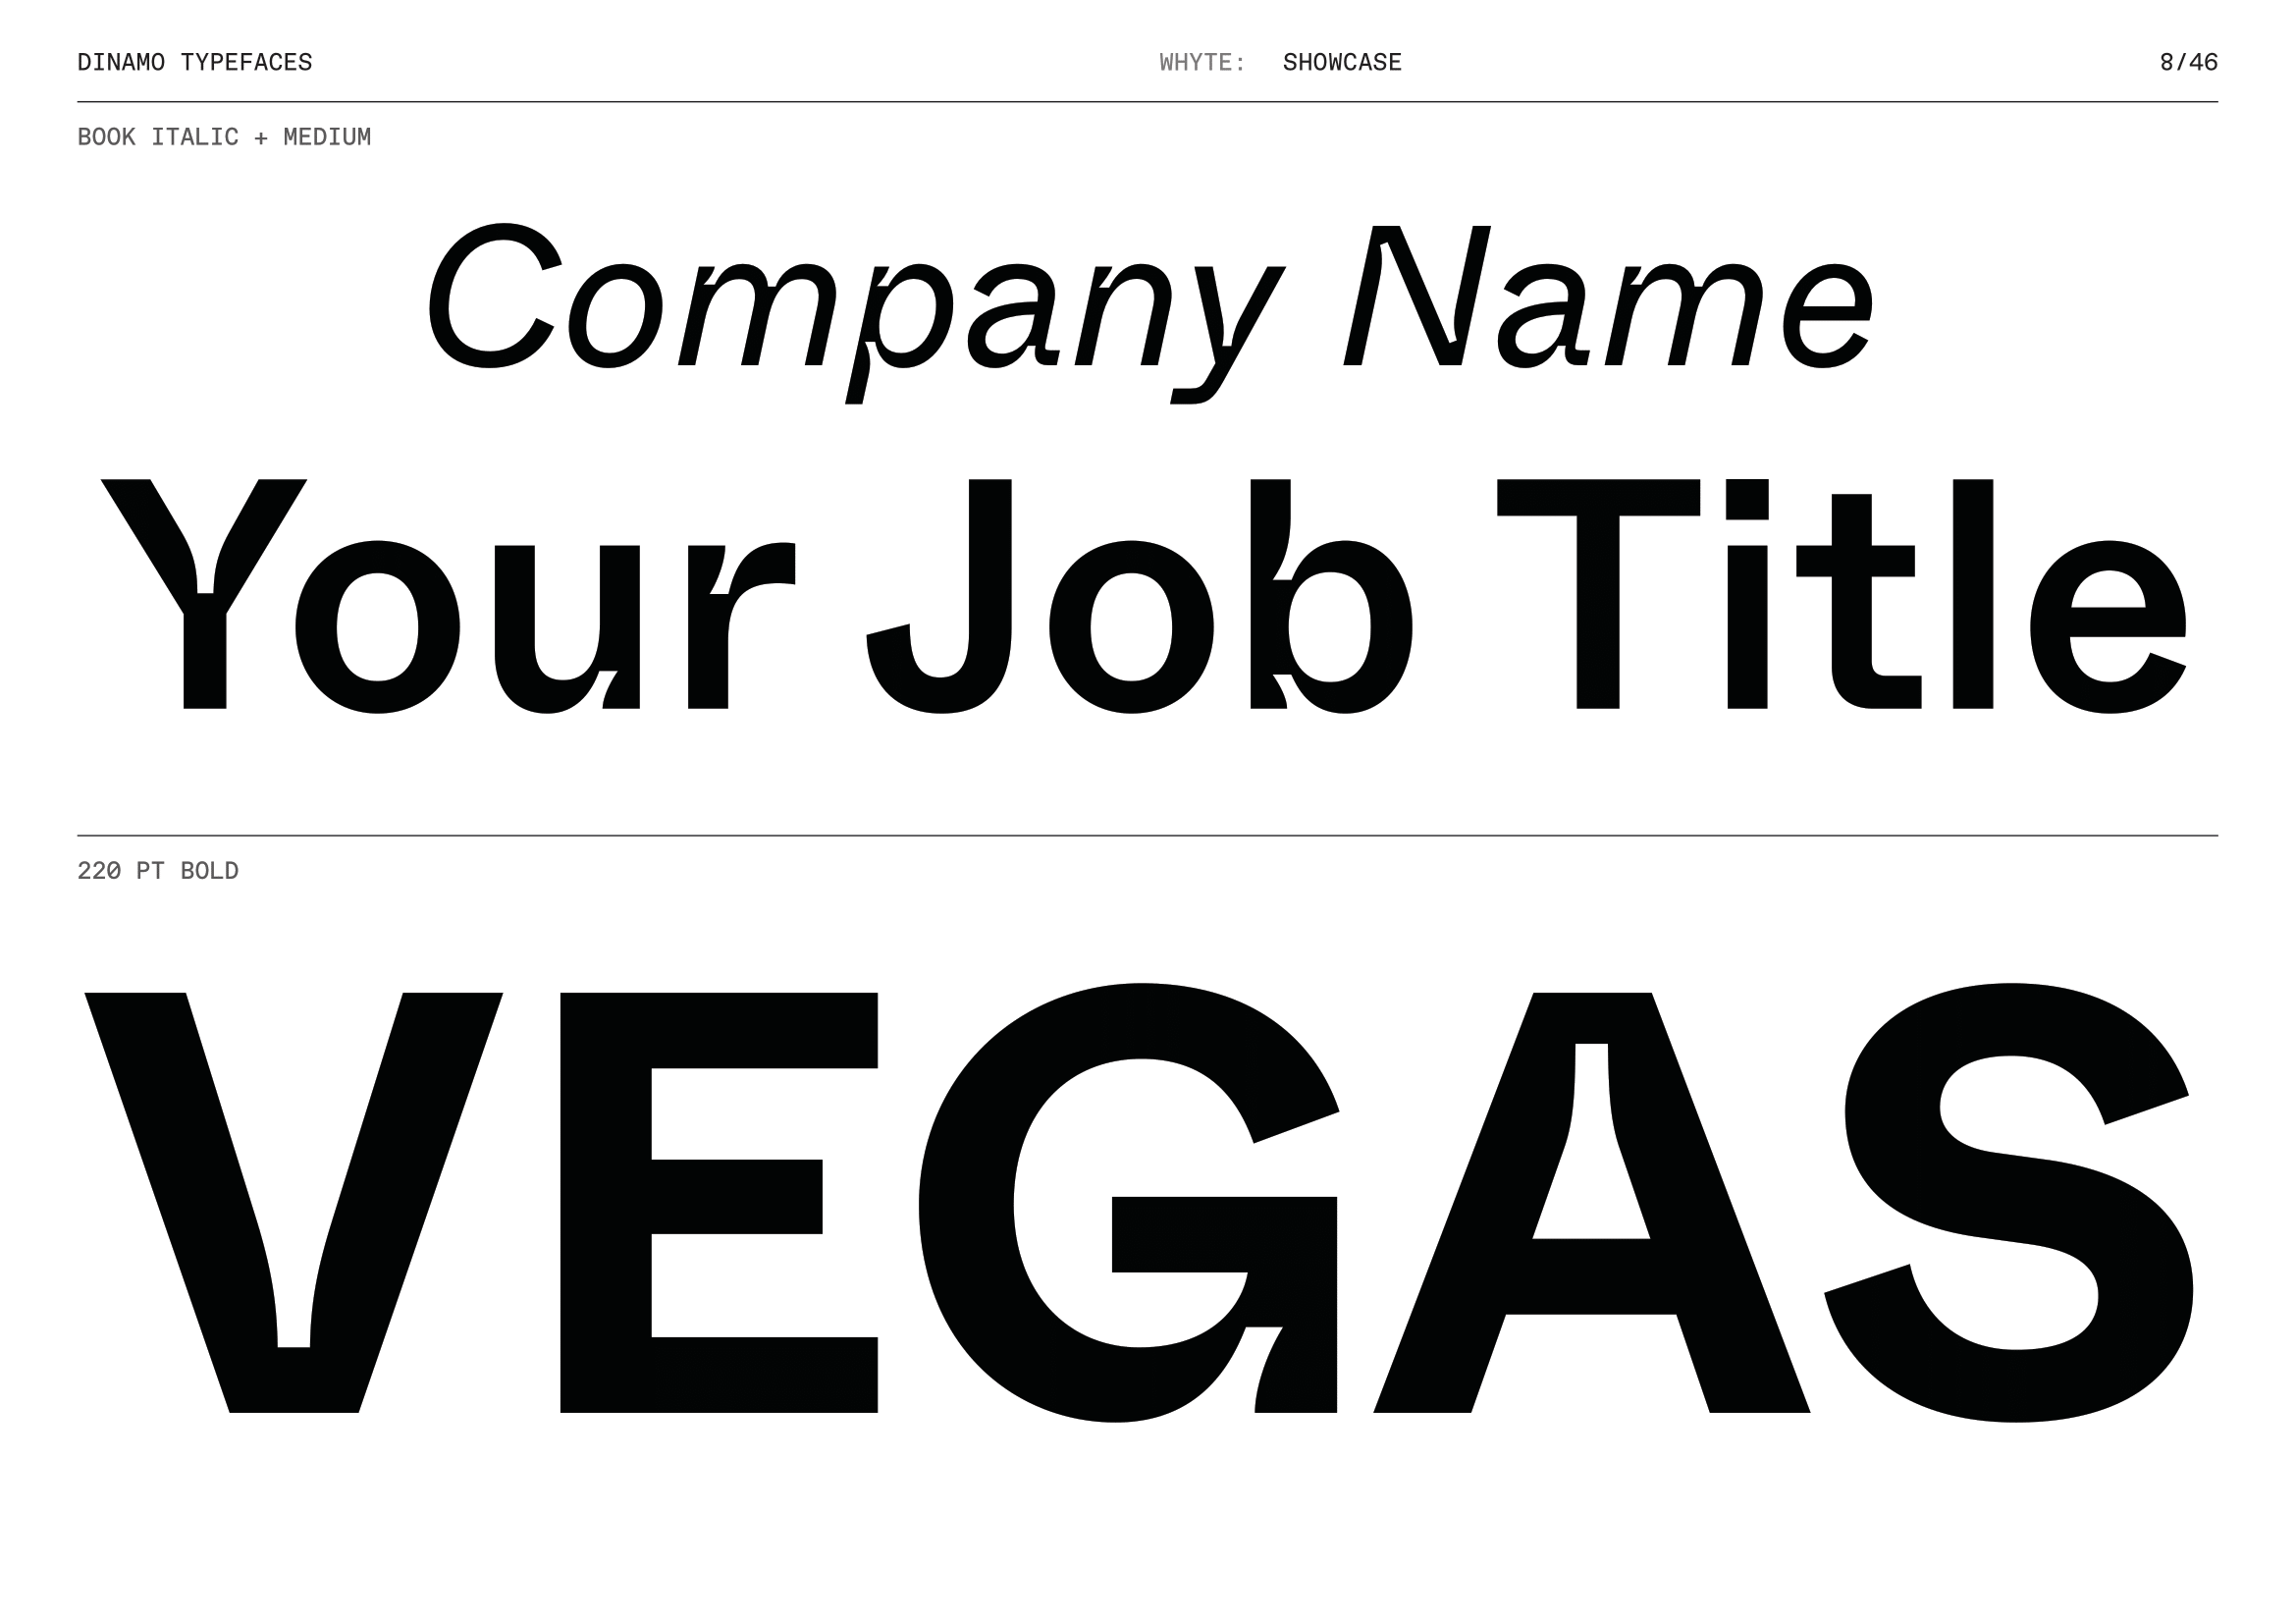 DINAMO TYPEFACES WHYTE: SHOWCASE 8/46
BOOK ITALIC + MEDIUM
Company Name
Your Job Title
220 PT BOLD
VEGAS